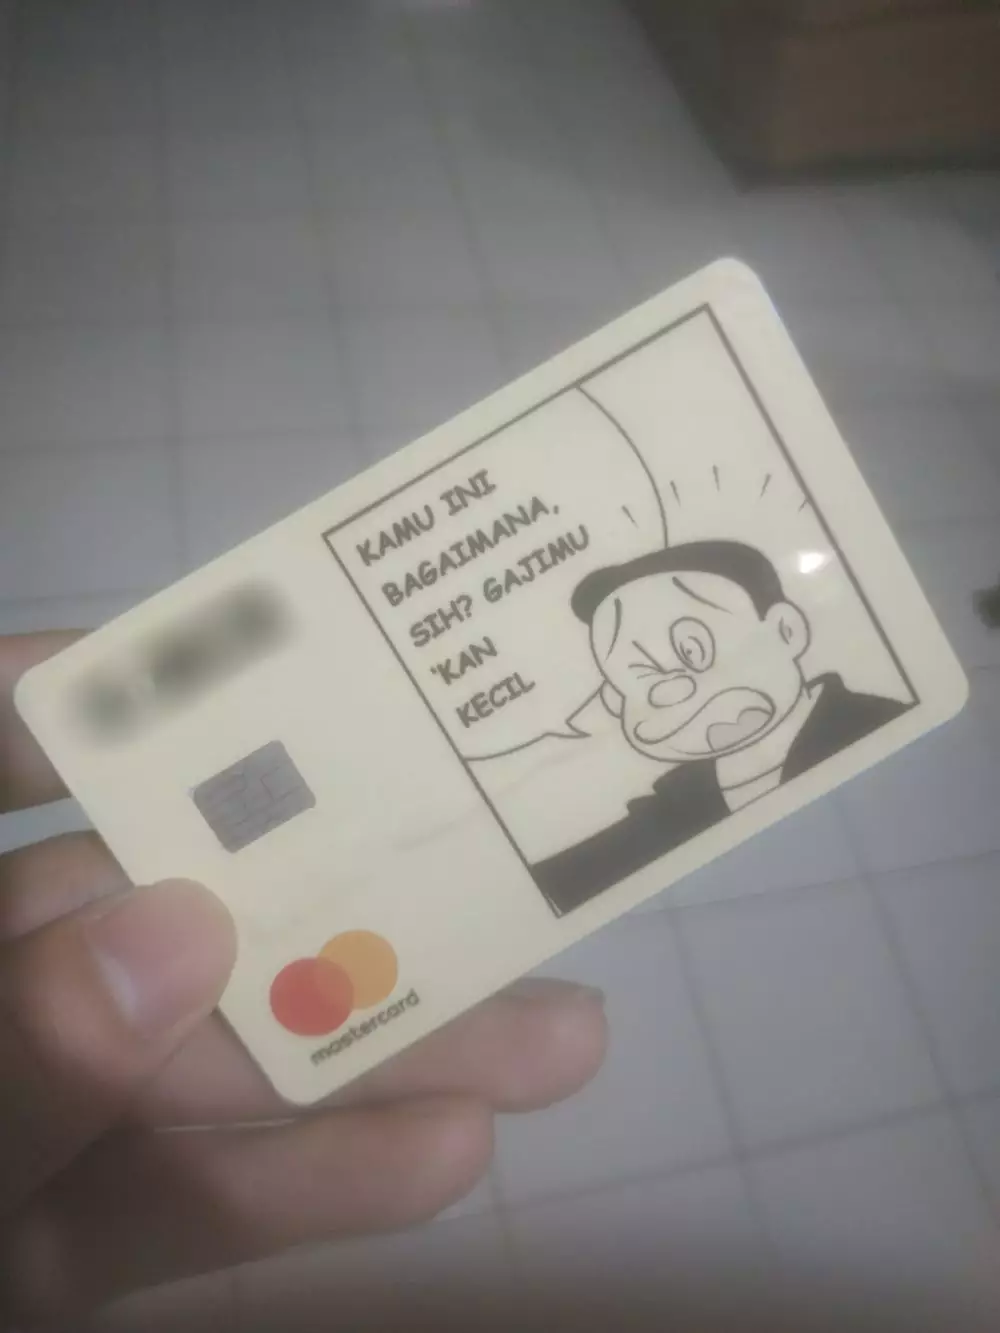 KAMU INI
BAGAIMANA,
SIH? GAJIMU
'KAN
KECIL
mastercard